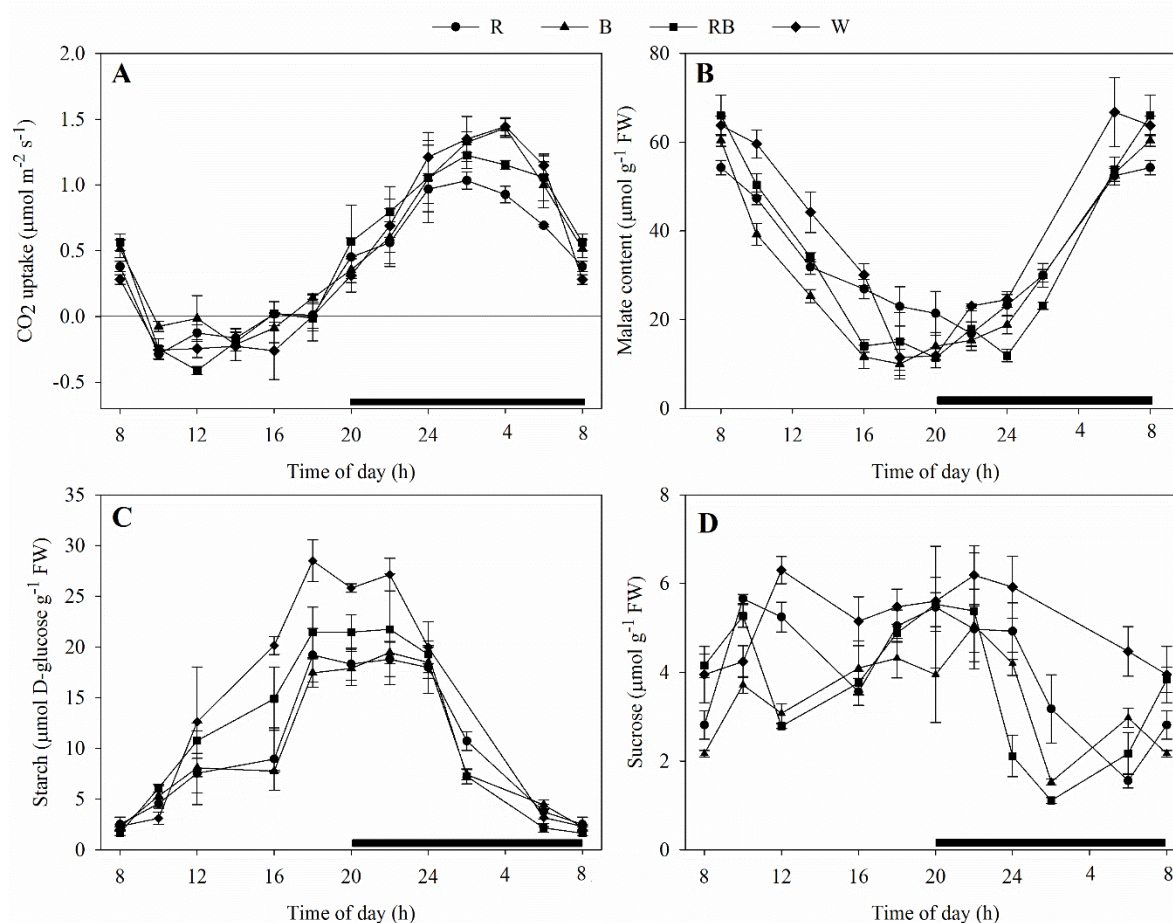 R B RB W
A
CO2 uptake (µmol m-2 s-1)
2.0
1.5
1.0
0.5
0.0
-0.5
8 12 16 20 24 4 8
Time of day (h)
B
Malate content (µmol g-1 FW)
80
60
40
20
0
8 12 16 20 24 4 8
Time of day (h)
C
Starch (µmol D-glucose g-1 FW)
35
30
25
20
15
10
5
0
8 12 16 20 24 4 8
Time of day (h)
D
Sucrose (µmol g-1 FW)
8
6
4
2
0
8 12 16 20 24 4 8
Time of day (h)